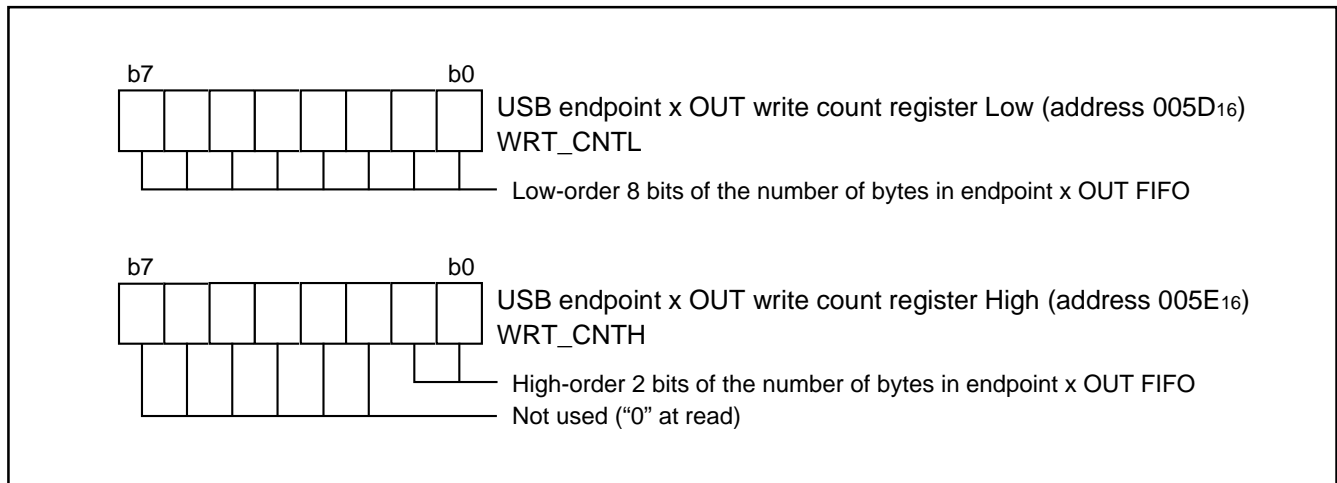 b7 b0
USB endpoint x OUT write count register Low (address 005D16)
WRT_CNTL
Low-order 8 bits of the number of bytes in endpoint x OUT FIFO
b7 b0
USB endpoint x OUT write count register High (address 005E16)
WRT_CNTH
High-order 2 bits of the number of bytes in endpoint x OUT FIFO
Not used (“0” at read)